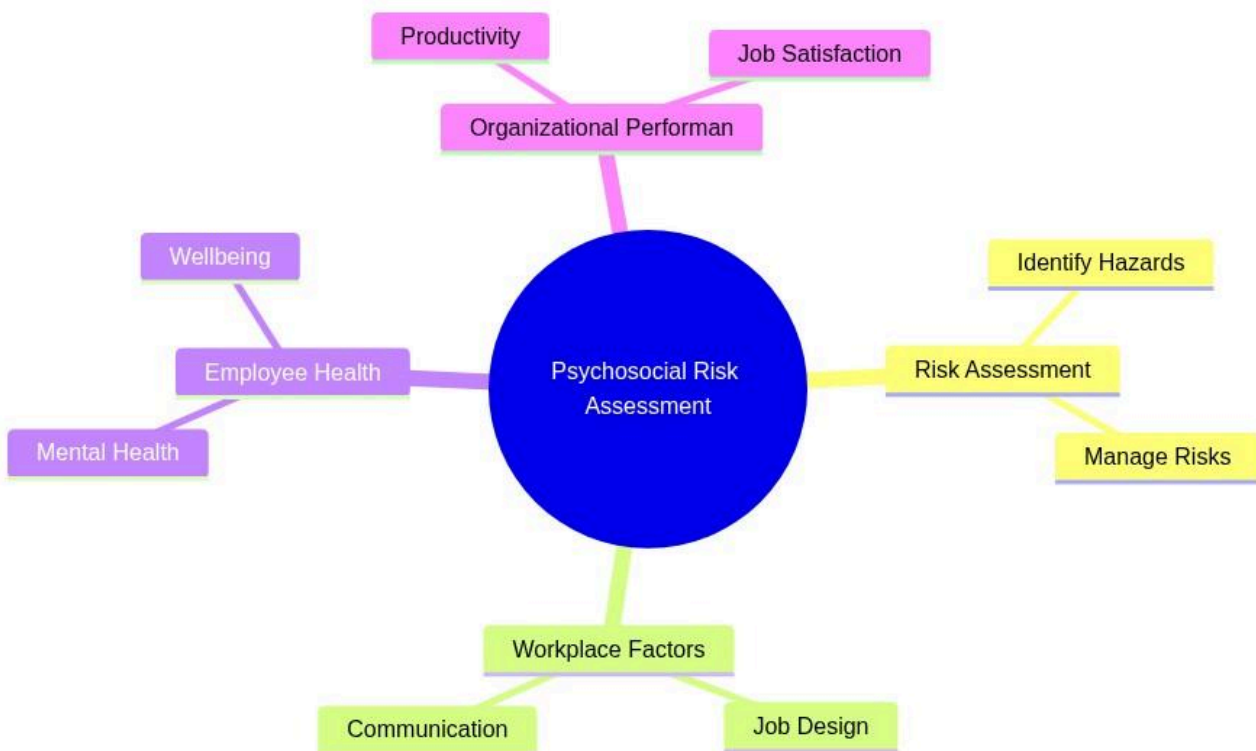 Productivity
Job Satisfaction
Organizational Performan
Wellbeing
Identify Hazards
Employee Health
Psychosocial Risk
Assessment
Risk Assessment
Mental Health
Manage Risks
Workplace Factors
Communication
Job Design